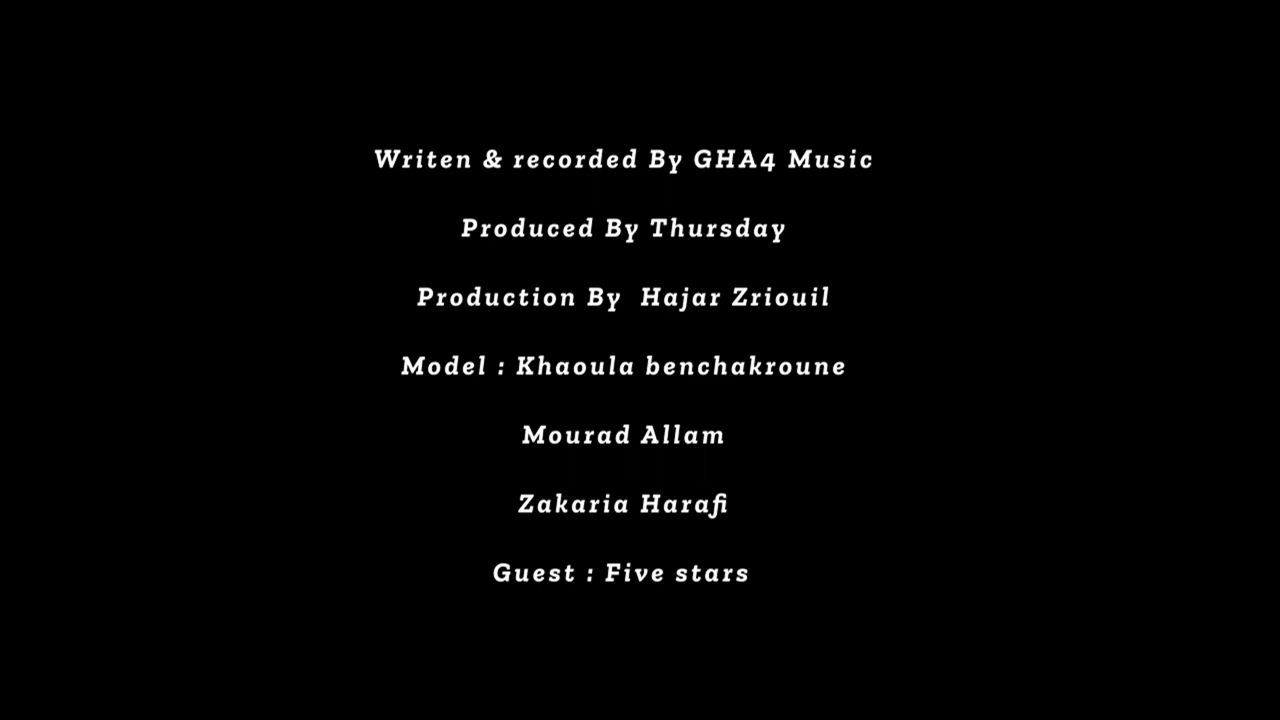 Writen & recorded By GHA4 Music
Produced By Thursday
Production By  Hajar Zriouil
Model : Khaoula benchakroune
Mourad Allam
Zakaria Harafi
Guest : Five stars